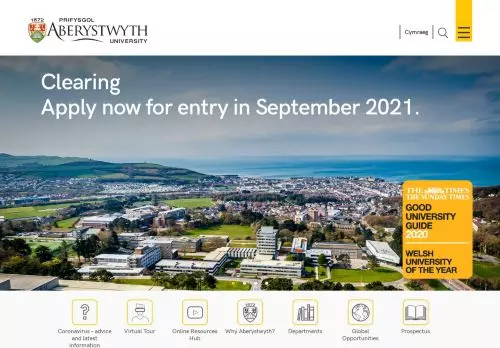 1872
PRIFYSGOL
ABERYSTWYTH
UNIVERSITY
Cymraeg
Clearing
Apply now for entry in September 2021.
THE TIMES
THE SUNDAY TIMES
GOOD
UNIVERSITY
GUIDE
2020
WELSH
UNIVERSITY
OF THE YEAR
Coronavirus - advice
and latest
information
Virtual Tour
Online Resources
Hub
1872
Why Aberystwyth?
Departments
Global
Opportunities
Prospectus